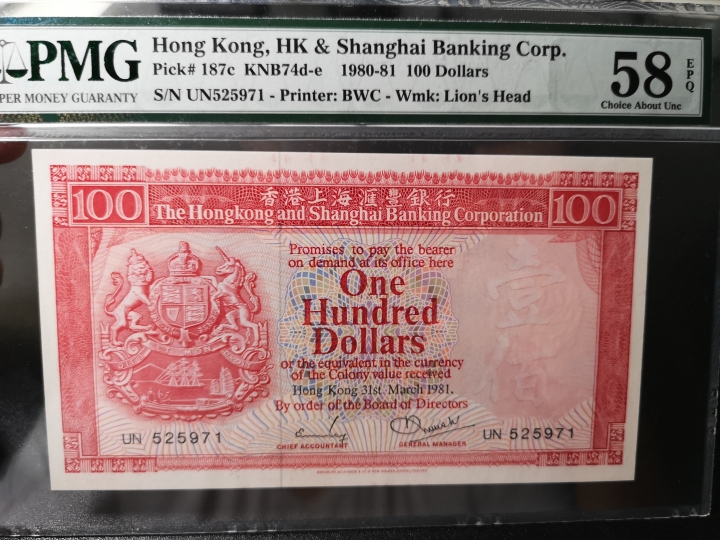 PMG
PER MONEY GUARANTY
Hong Kong, HK & Shanghai Banking Corp.
Pick# 187c KNB74d-e 1980-81 100 Dollars
S/N UN525971 - Printer: BWC - Wmk: Lion's Head
58 EPQ
Choice About Unc
100
香港上海滙豐銀行
The Hongkong and Shanghai Banking Corporation
100
Promises to pay the bearer
on demand at its office here
One
Hundred
Dollars
or the equivalent in the currency
of the Colony value received
Hong Kong 31st. March 1981.
By order of the Board of Directors
壹百
UN 525971
CHIEF ACCOUNTANT
GENERAL MANAGER
UN 525971